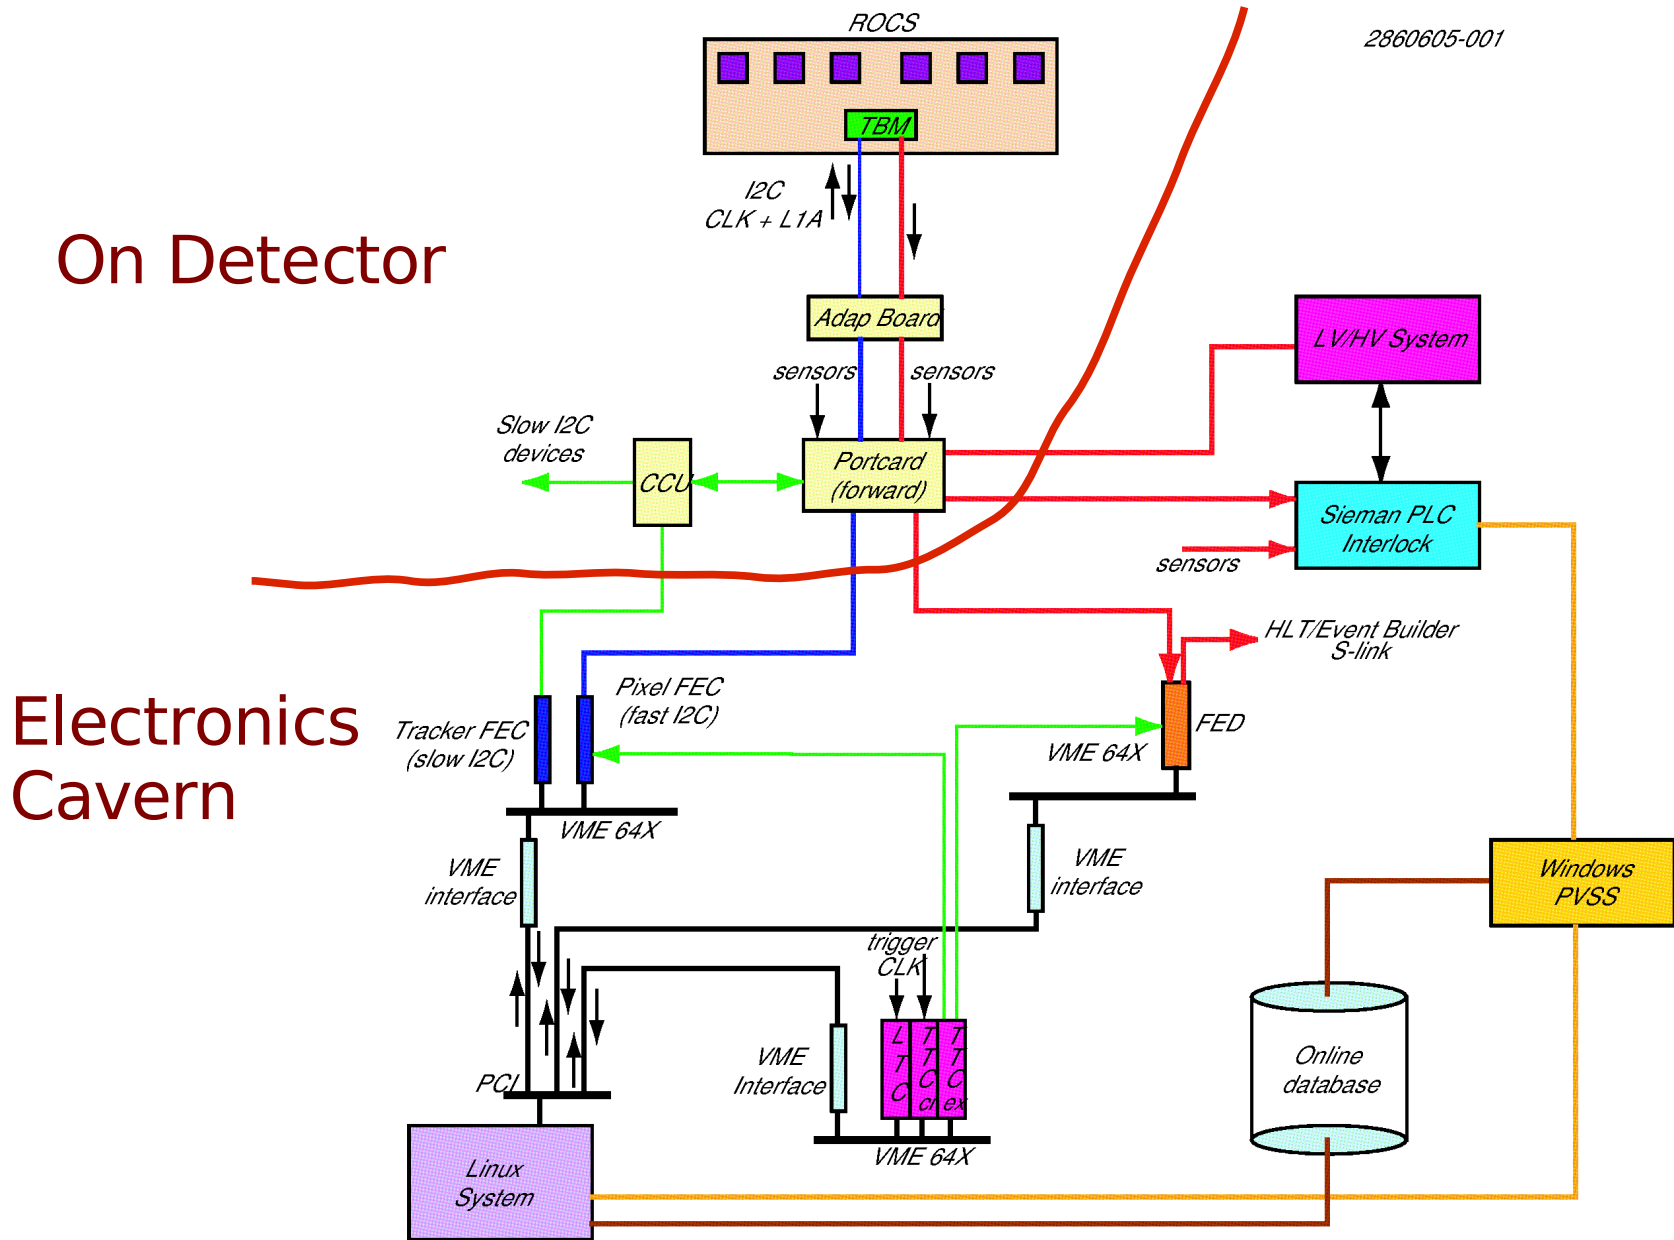 ROCS
2860605-001
TBM
I2C
CLK + L1A
On Detector
Adap Board
LV/HV System
sensors
sensors
Slow I2C
devices
CCU
Portcard
(forward)
Sieman PLC
Interlock
sensors
HLT/Event Builder
S-link
Electronics
Cavern
Pixel FEC
(fast I2C)
Tracker FEC
(slow I2C)
FED
VME 64X
VME 64X
VME
interface
VME
interface
Windows
PVSS
trigger
CLK
PCI
VME
Interface
LTC
TTCci
TTCex
Online
database
VME 64X
Linux
System